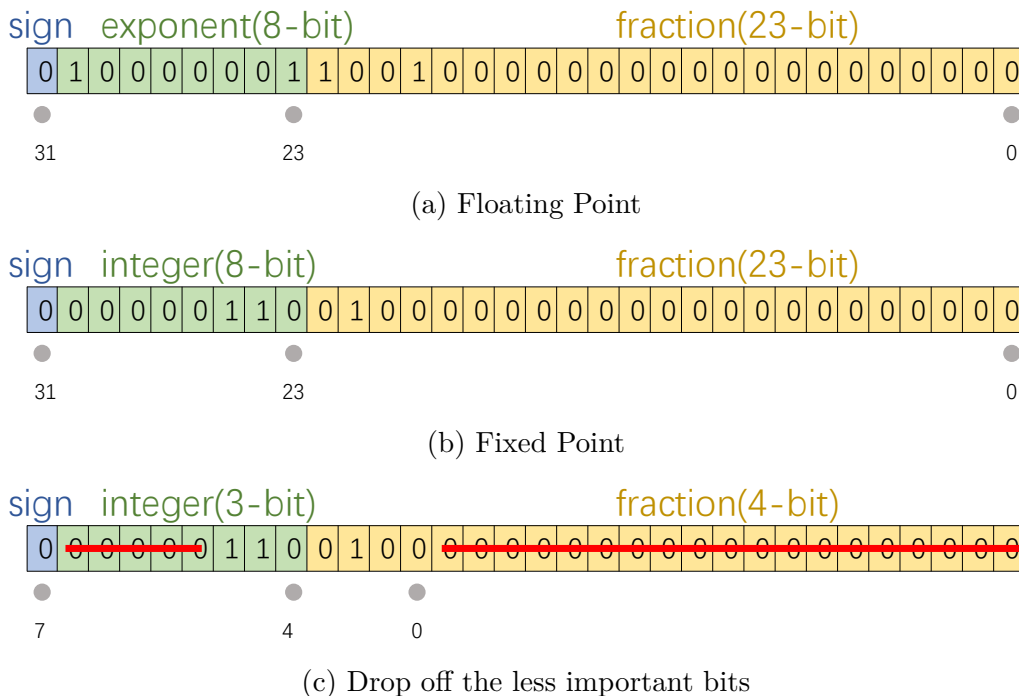 sign exponent(8-bit) fraction(23-bit)
0 1 0 0 0 0 0 0 1 1 0 0 1 0 0 0 0 0 0 0 0 0 0 0 0 0 0 0 0 0 0 0
31 23 0
(a) Floating Point
sign integer(8-bit) fraction(23-bit)
0 0 0 0 0 0 1 1 0 0 1 0 0 0 0 0 0 0 0 0 0 0 0 0 0 0 0 0 0 0 0 0
31 23 0
(b) Fixed Point
sign integer(3-bit) fraction(4-bit)
0 0 0 0 0 0 1 1 0 0 1 0 0 0 0 0 0 0 0 0 0 0 0 0 0 0 0 0 0 0 0 0
7 4 0
(c) Drop off the less important bits